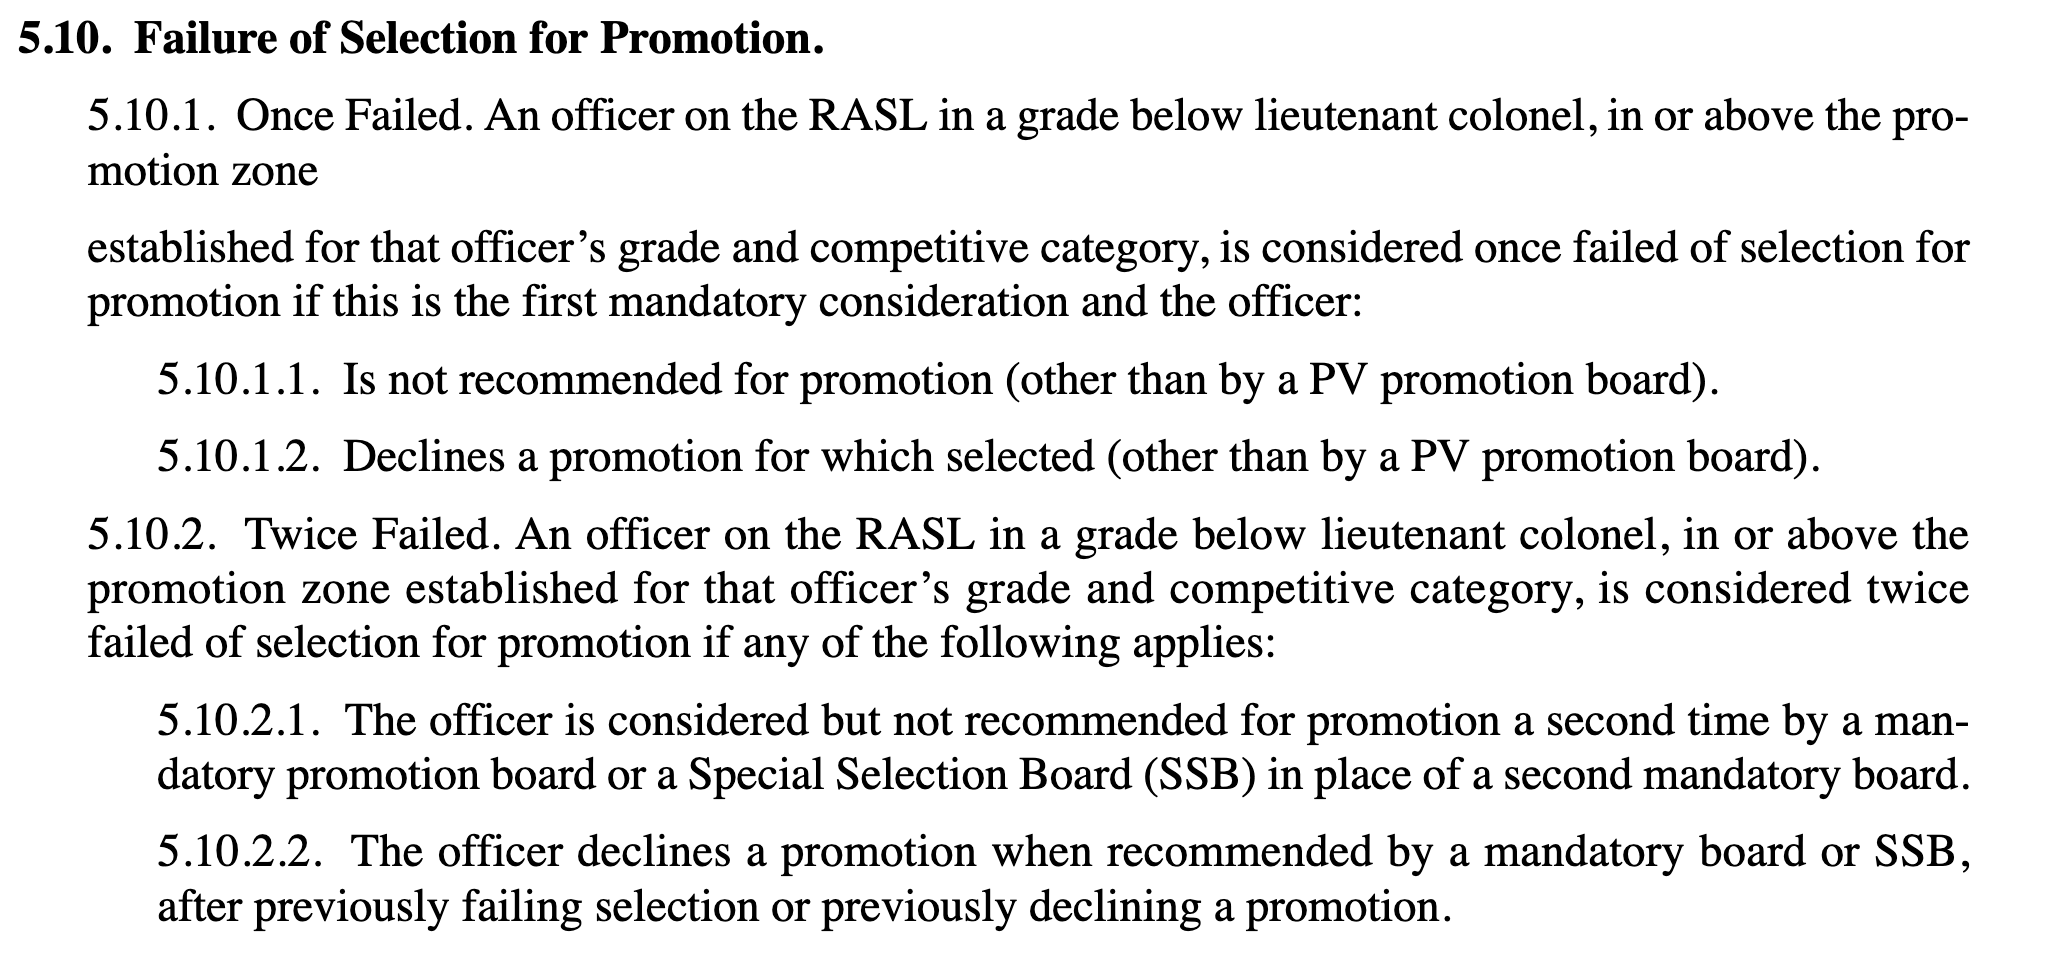 5.10. Failure of Selection for Promotion.
5.10.1. Once Failed. An officer on the RASL in a grade below lieutenant colonel, in or above the pro-
motion zone
established for that officer’s grade and competitive category, is considered once failed of selection for
promotion if this is the first mandatory consideration and the officer:
5.10.1.1. Is not recommended for promotion (other than by a PV promotion board).
5.10.1.2. Declines a promotion for which selected (other than by a PV promotion board).
5.10.2. Twice Failed. An officer on the RASL in a grade below lieutenant colonel, in or above the
promotion zone established for that officer’s grade and competitive category, is considered twice
failed of selection for promotion if any of the following applies:
5.10.2.1. The officer is considered but not recommended for promotion a second time by a man-
datory promotion board or a Special Selection Board (SSB) in place of a second mandatory board.
5.10.2.2. The officer declines a promotion when recommended by a mandatory board or SSB,
after previously failing selection or previously declining a promotion.